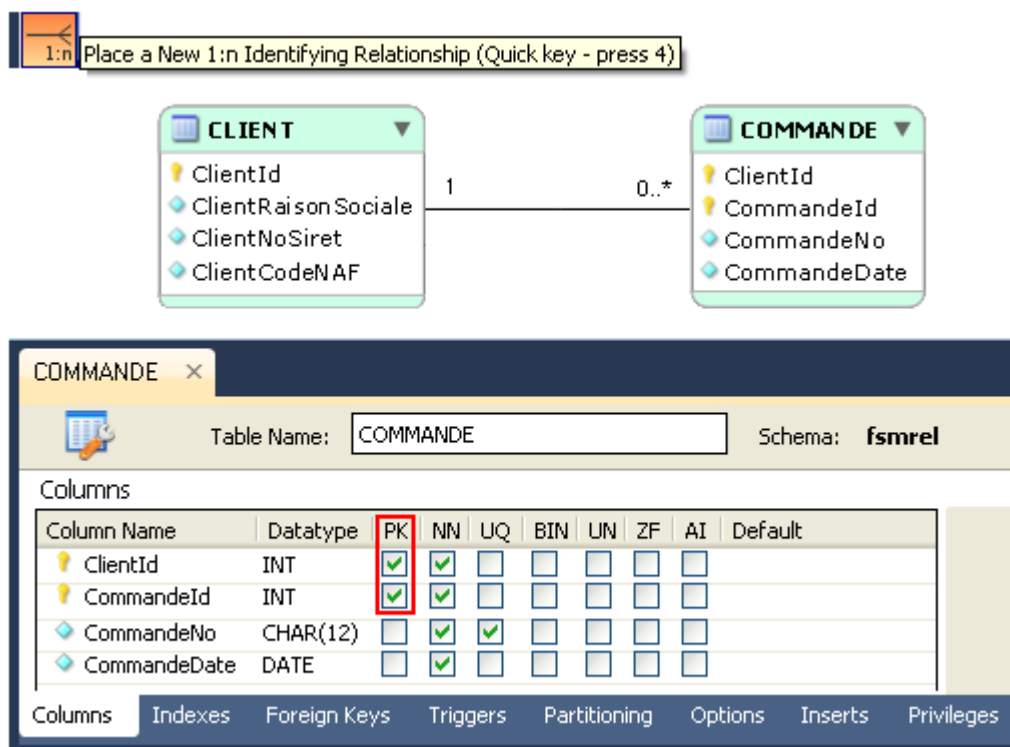 1:n Place a New 1:n Identifying Relationship (Quick key - press 4)
CLIENT
ClientId
ClientRaisonSociale
ClientNoSiret
ClientCodeNAF
1 0..*
COMMANDE
ClientId
CommandeId
CommandeNo
CommandeDate
COMMANDE ×
Table Name: COMMANDE Schema: fsmrel
Columns
Column Name Datatype PK NN UQ BIN UN ZF AI Default
ClientId INT
CommandeId INT
CommandeNo CHAR(12)
CommandeDate DATE
Columns Indexes Foreign Keys Triggers Partitioning Options Inserts Privileges